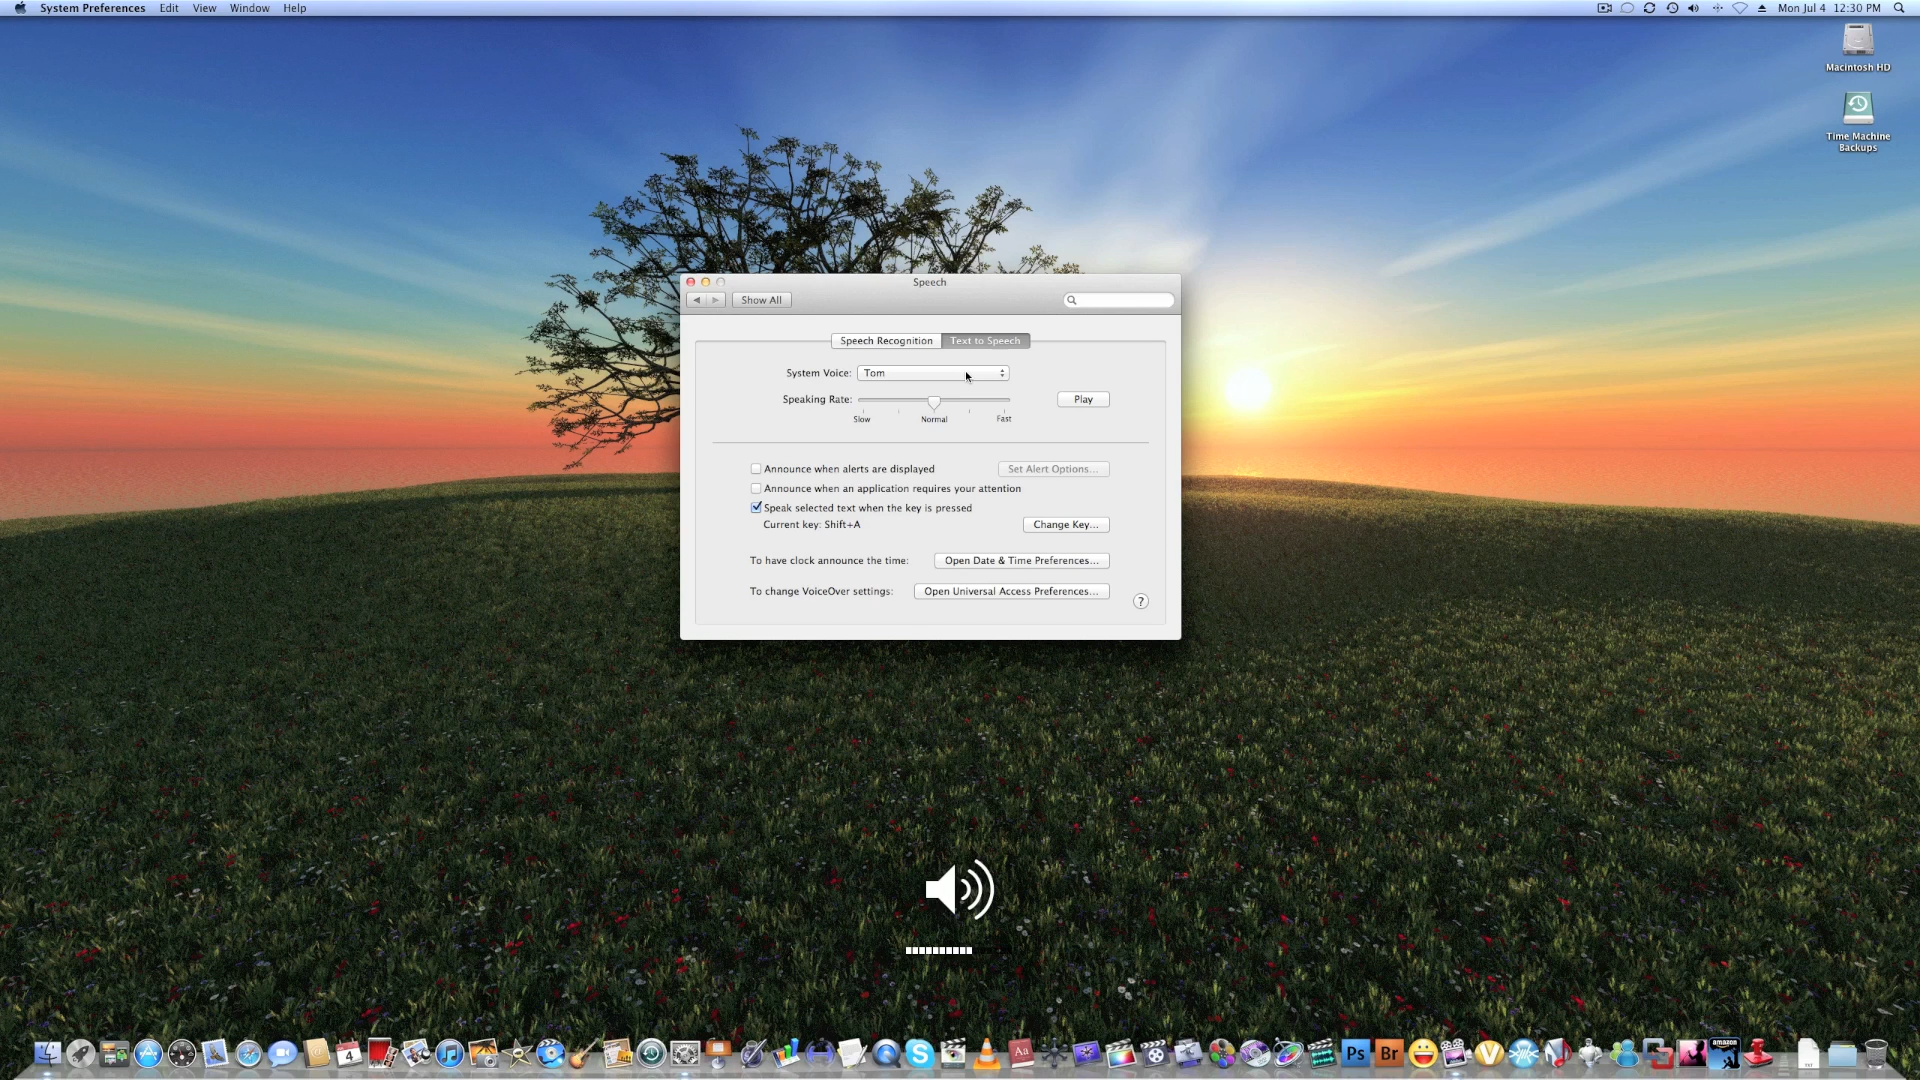 System Preferences Edit View Window Help
Mon Jul 4 12:30 PM
Macintosh HD
Time Machine
Backups
Speech
Show All
Speech Recognition Text to Speech
System Voice: Tom
Speaking Rate:
Play
Slow Normal Fast
Announce when alerts are displayed
Set Alert Options...
Announce when an application requires your attention
Speak selected text when the key is pressed
Current key: Shift+A
Change Key...
To have clock announce the time:
Open Date & Time Preferences...
To change VoiceOver settings:
Open Universal Access Preferences...
?
4
Aa
Ps
Br
amazon